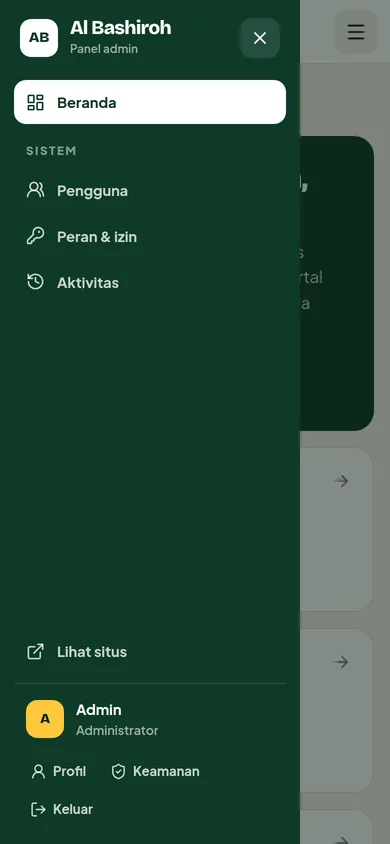 AB
Al Bashiroh
Panel admin
Beranda
SISTEM
Pengguna
Peran & izin
Aktivitas
Lihat situs
A
Admin
Administrator
Profil
Keamanan
Keluar